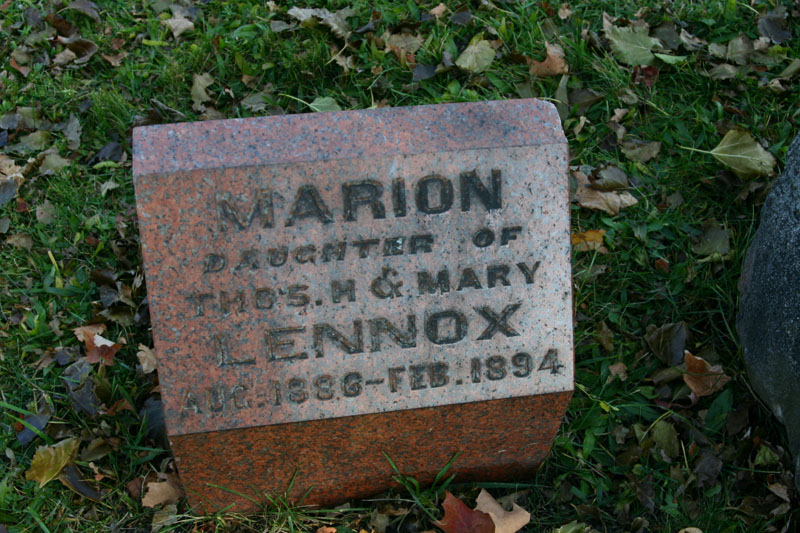 MARION
DAUGHTER OF
THOS. H & MARY
LENNOX
AUG. 1886-FEB. 1894